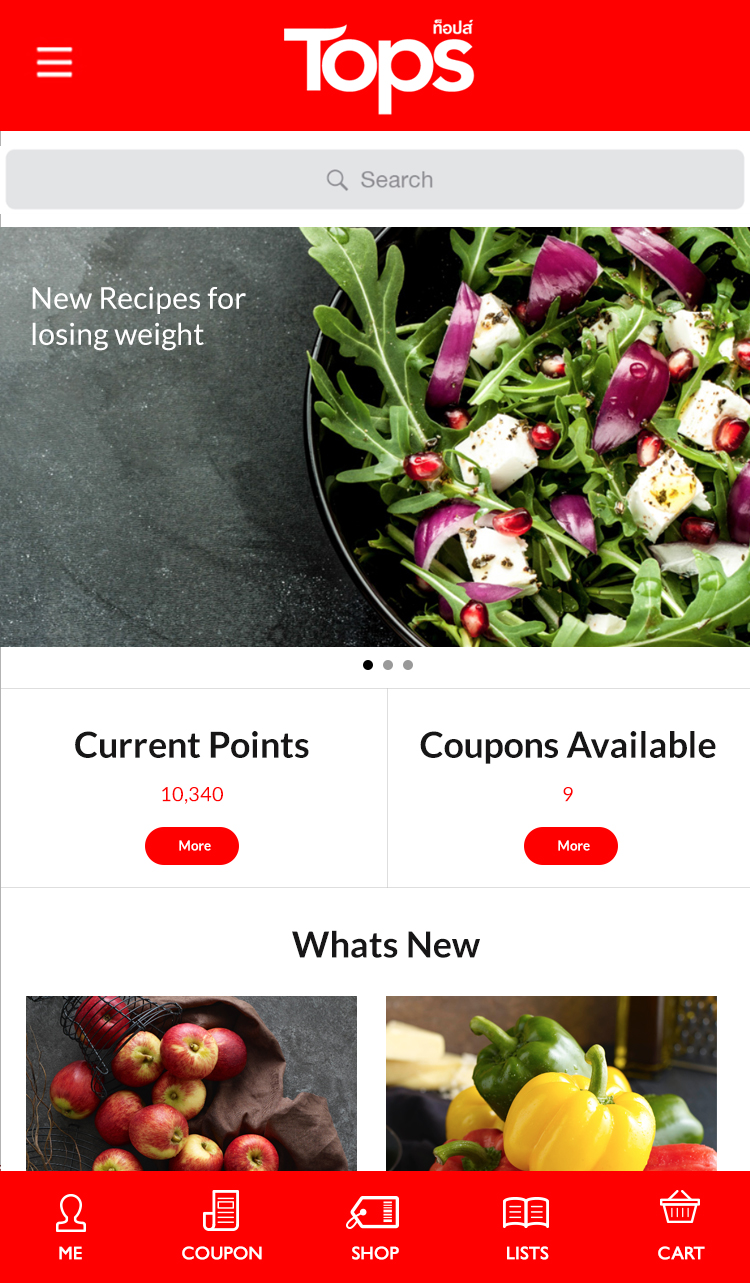 ท็อปส์
Tops
Search
New Recipes for
losing weight
Current Points
Coupons Available
10,340
9
More
More
Whats New
ME
COUPON
SHOP
LISTS
CART